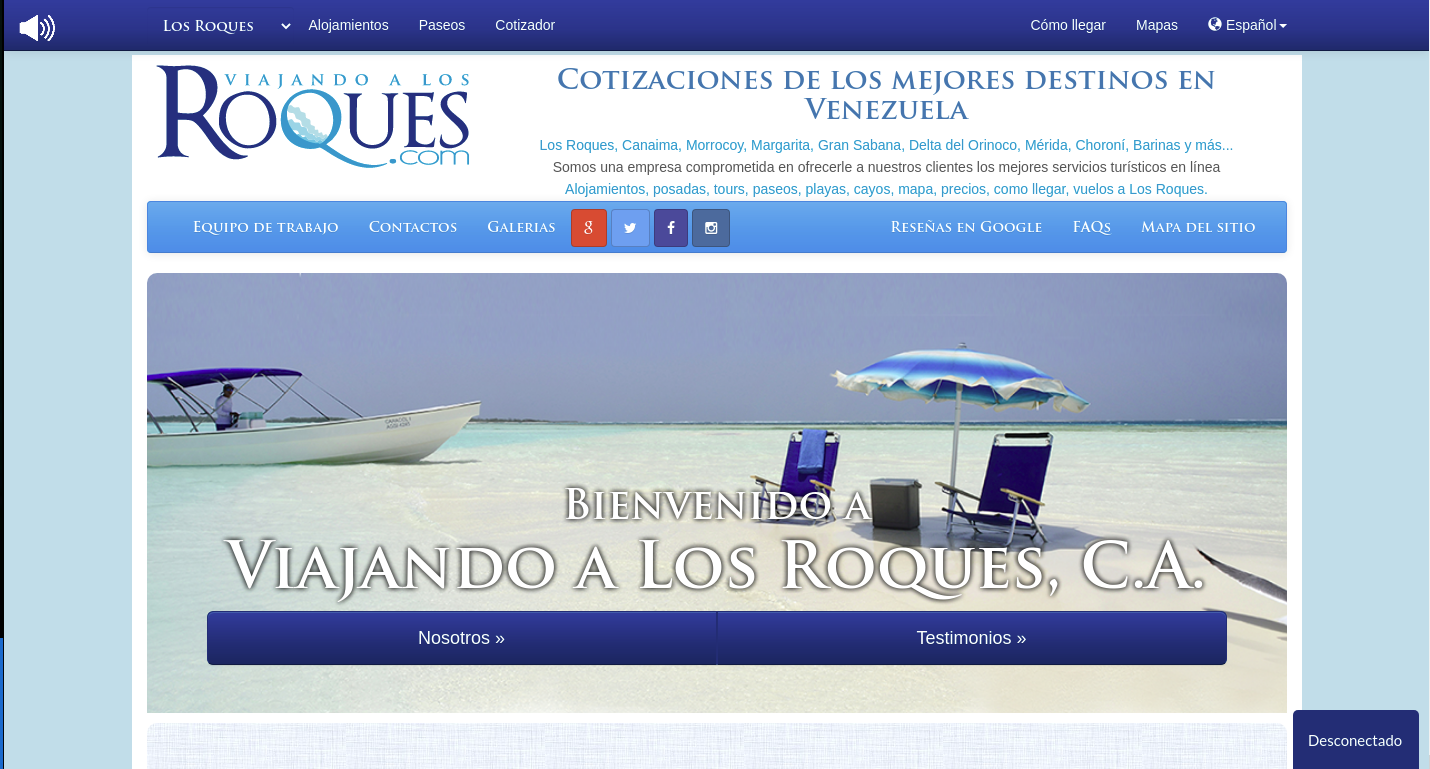 Los Roques Alojamientos Paseos Cotizador Cómo llegar Mapas Español
VIAJANDO A LOS
ROQUES
.com
Cotizaciones de los mejores destinos en
Venezuela
Los Roques, Canaima, Morrocoy, Margarita, Gran Sabana, Delta del Orinoco, Mérida, Choroní, Barinas y más...
Somos una empresa comprometida en ofrecerle a nuestros clientes los mejores servicios turísticos en línea
Alojamientos, posadas, tours, paseos, playas, cayos, mapa, precios, como llegar, vuelos a Los Roques.
Equipo de trabajo Contactos Galerias Reseñas en Google FAQs Mapa del sitio
Bienvenido a
Viajando a Los Roques, C.A.
Nosotros » Testimonios »
Desconectado